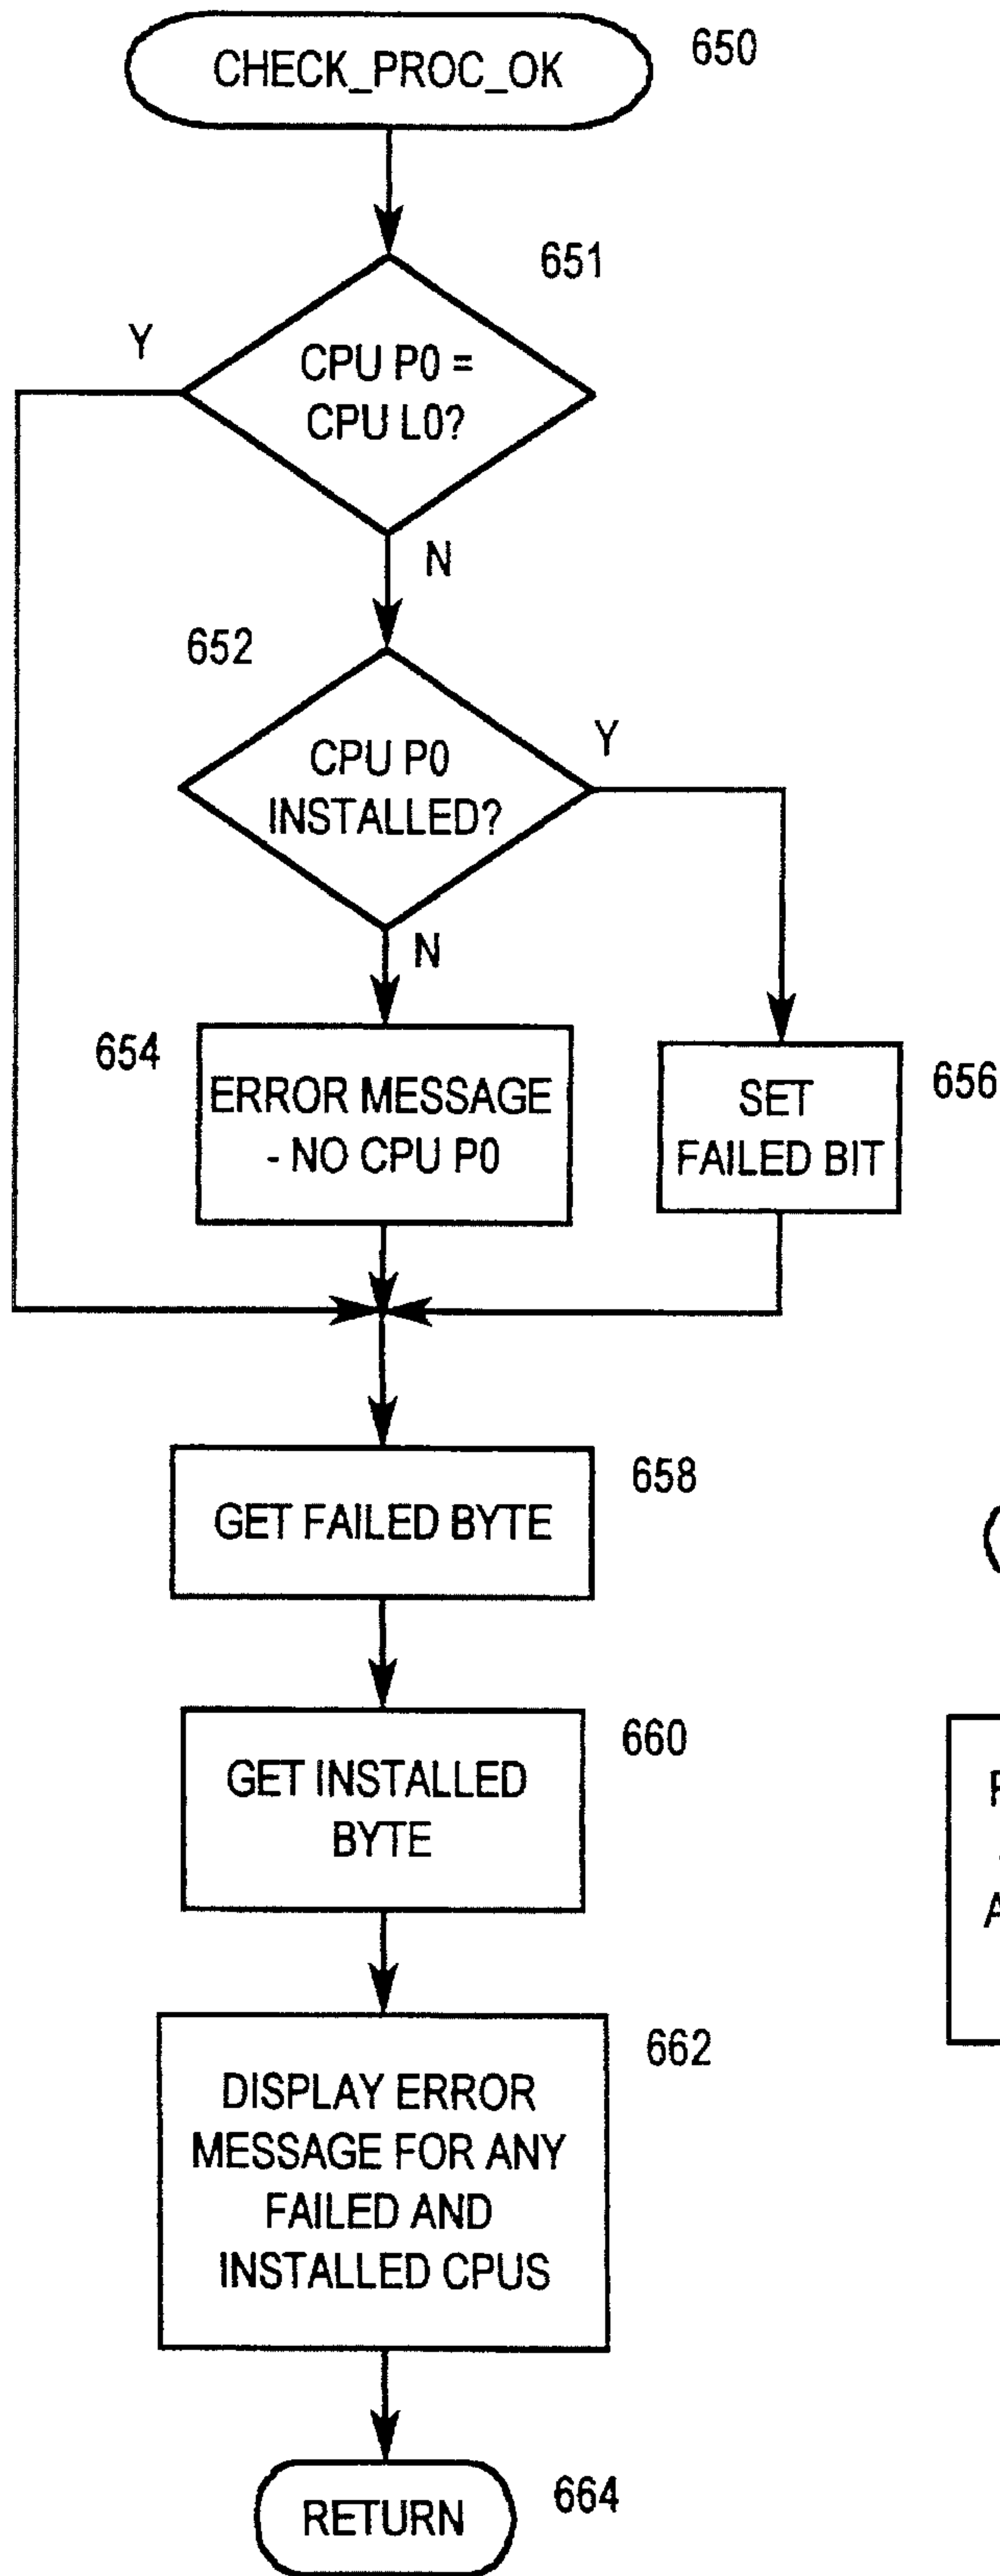 CHECK_PROC_OK
650
651
Y
CPU P0 =
CPU L0?
N
652
CPU P0
INSTALLED?
Y
N
654
ERROR MESSAGE
- NO CPU P0
SET
FAILED BIT
656
GET FAILED BYTE
658
GET INSTALLED
BYTE
660
DISPLAY ERROR
MESSAGE FOR ANY
FAILED AND
INSTALLED CPUS
662
RETURN
664